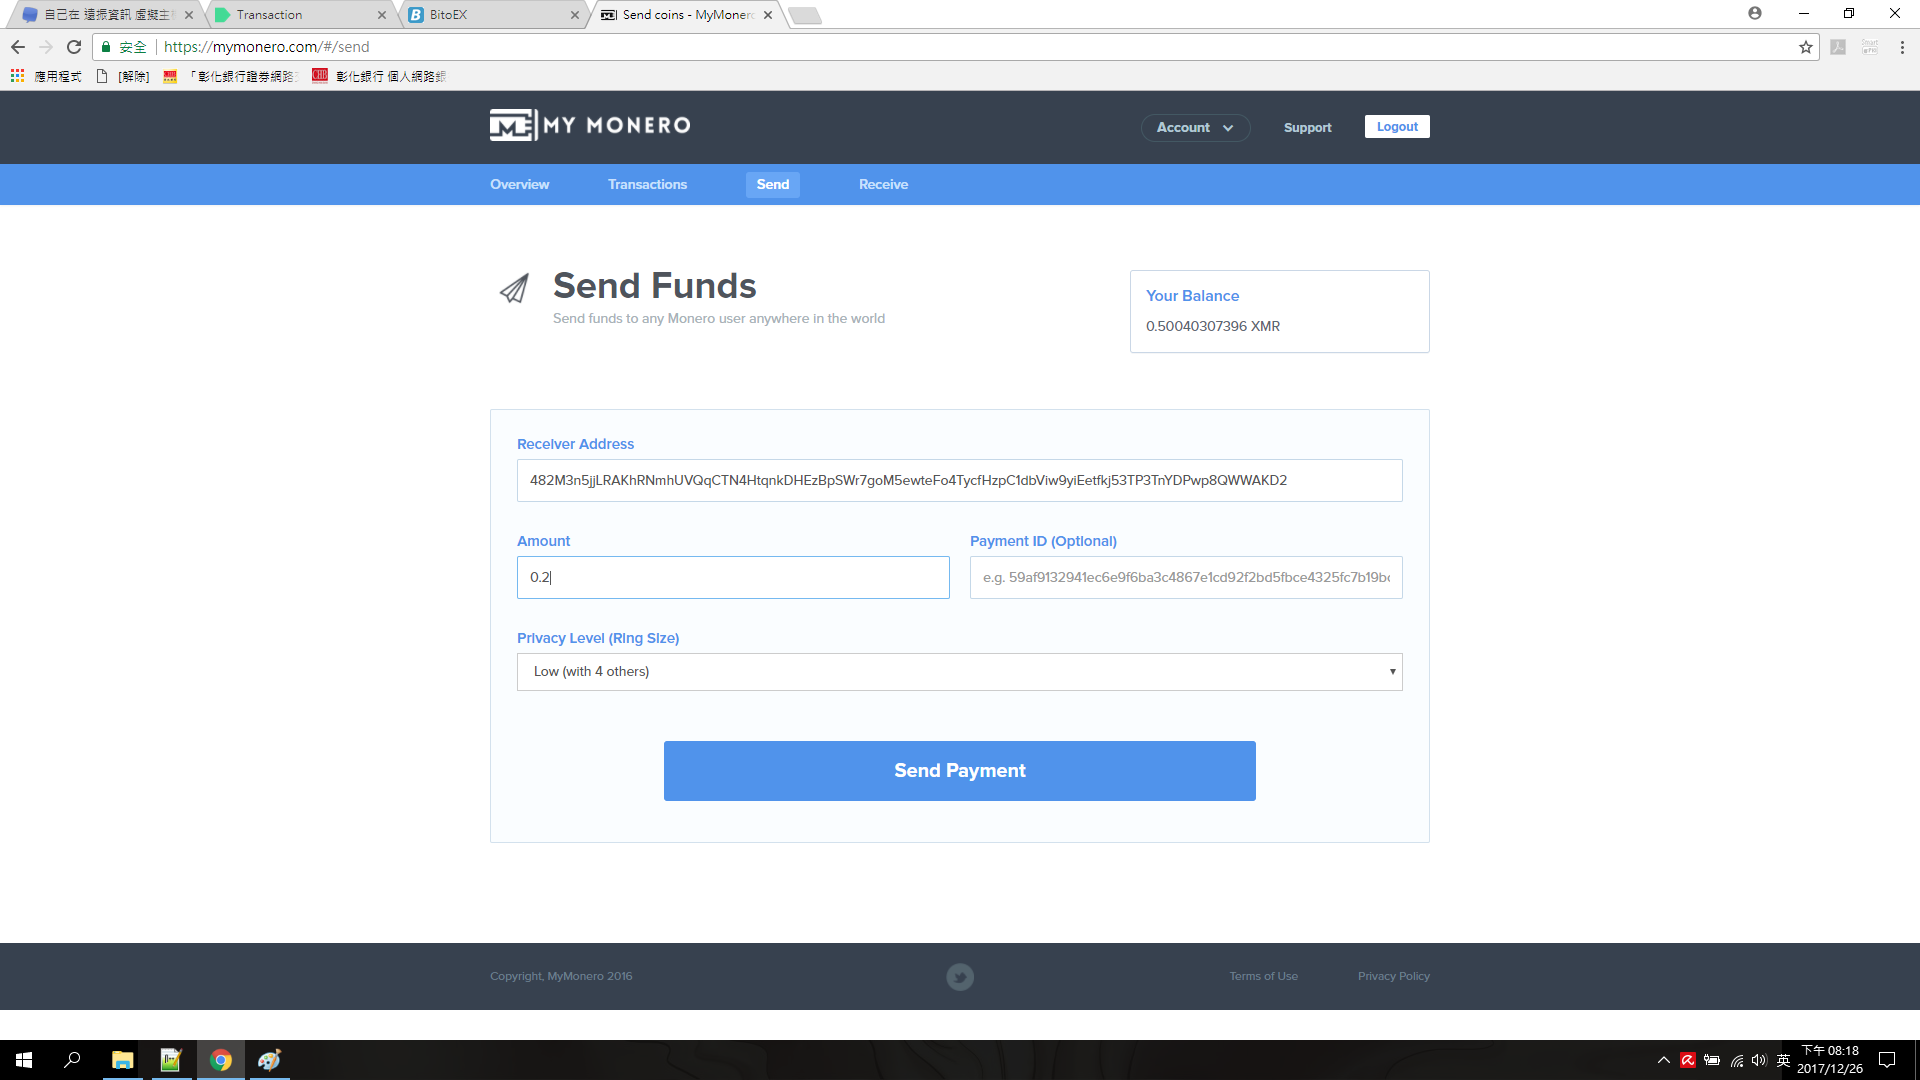 自己在 遠振資訊 虛擬主
Transaction
BitoEX
Send coins - MyMonero
安全
https://mymonero.com/#/send
應用程式
[解除]
「彰化銀行證券網路
彰化銀行 個人網路銀
MY MONERO
Account
Support
Logout
Overview
Transactions
Send
Receive
Send Funds
Send funds to any Monero user anywhere in the world
Your Balance
0.50040307396 XMR
Receiver Address
482M3n5jjLRAKhRNmhUVQqCTN4HtqnkDHEzBpSWr7goM5ewteFo4TycfHzpC1dbViw9yiEetfkj53TP3TnYDPwp8QWWAKD2
Amount
Payment ID (Optional)
0.2
e.g. 59af9132941ec6e9f6ba3c4867e1cd92f2bd5fbce4325fc7b19bc
Privacy Level (Ring Size)
Low (with 4 others)
Send Payment
Copyright, MyMonero 2016
Terms of Use
Privacy Policy
英
下午 08:18
2017/12/26